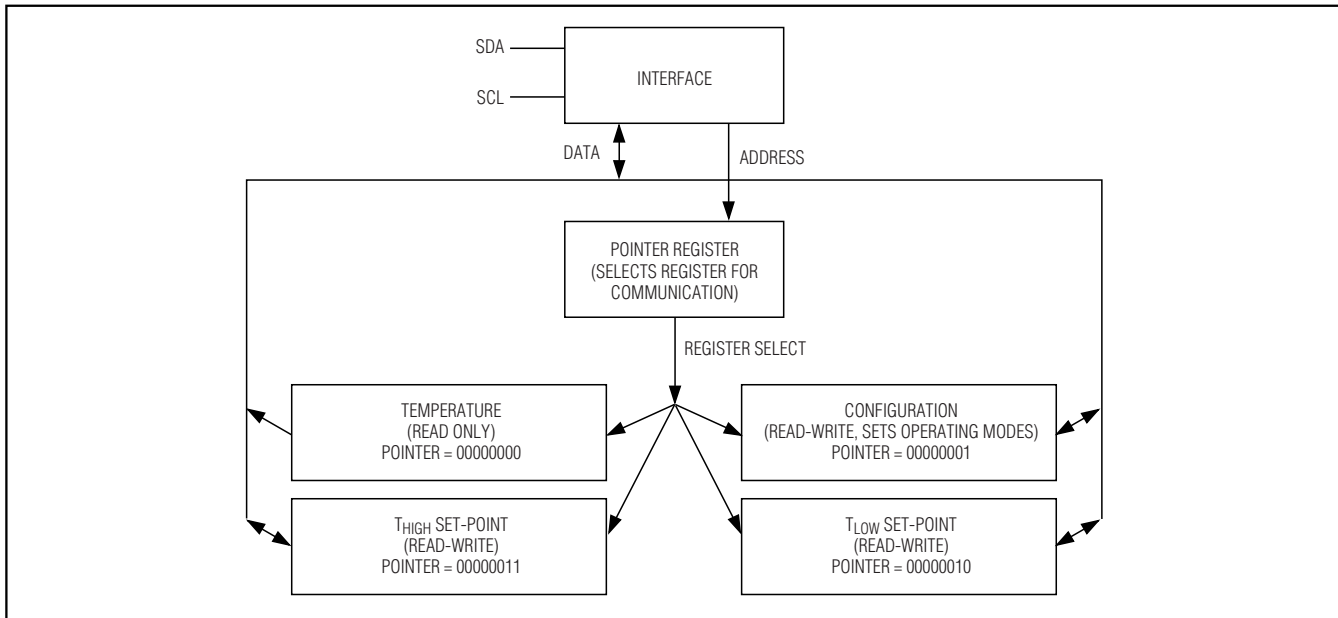 SDA
SCL
INTERFACE
DATA
ADDRESS
POINTER REGISTER
(SELECTS REGISTER FOR
COMMUNICATION)
REGISTER SELECT
TEMPERATURE
(READ ONLY)
POINTER = 00000000
CONFIGURATION
(READ-WRITE, SETS OPERATING MODES)
POINTER = 00000001
THIGH SET-POINT
(READ-WRITE)
POINTER = 00000011
TLOW SET-POINT
(READ-WRITE)
POINTER = 00000010